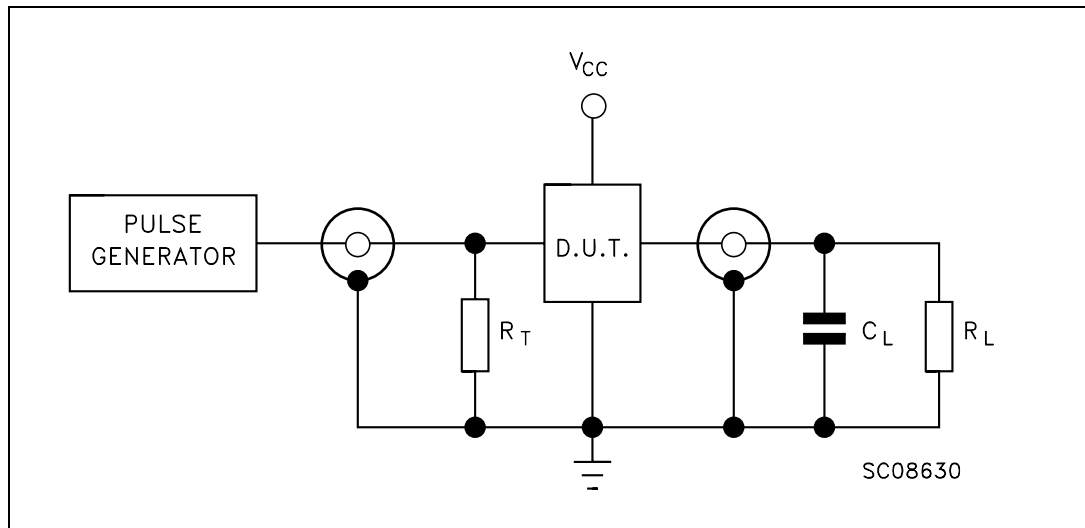 VCC
PULSE
GENERATOR
D.U.T.
RT
CL
RL
SC08630